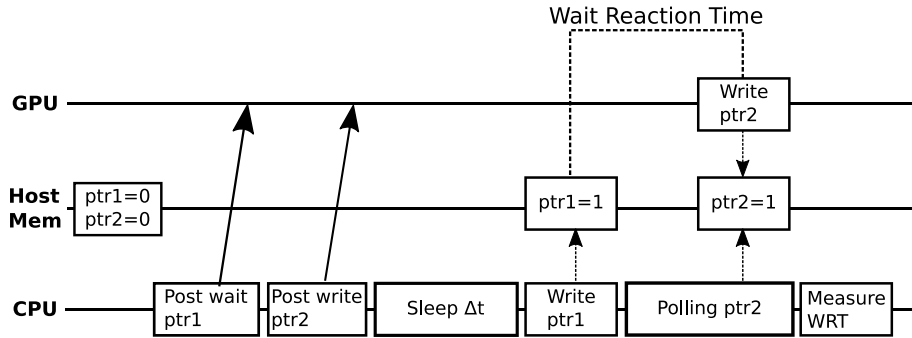 Wait Reaction Time
GPU
Write
ptr2
Host
Mem
ptr1=0
ptr2=0
ptr1=1
ptr2=1
CPU
Post wait
ptr1
Post write
ptr2
Sleep Δt
Write
ptr1
Polling ptr2
Measure
WRT